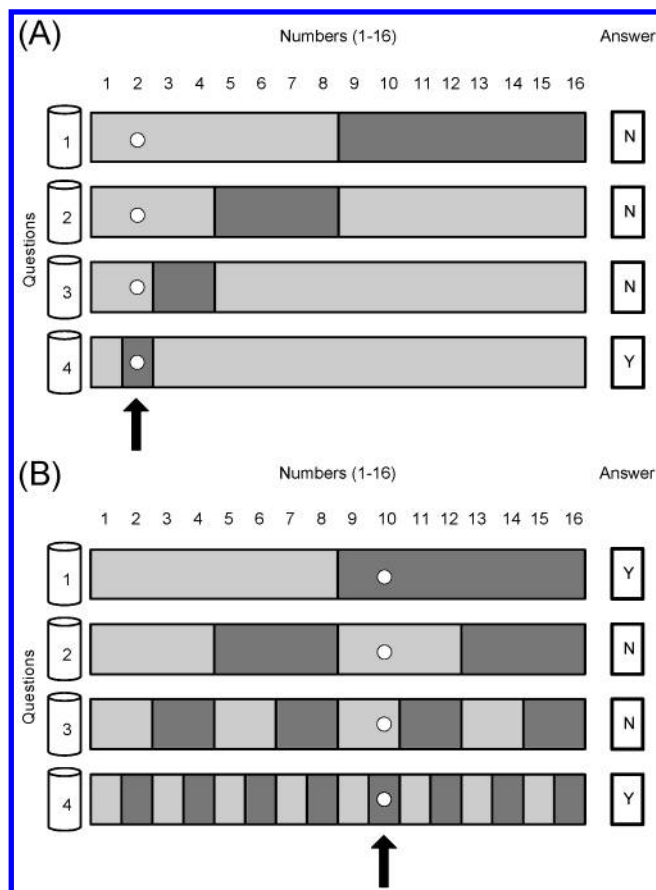 (A) Numbers (1-16) Answer
1 2 3 4 5 6 7 8 9 10 11 12 13 14 15 16
1 N
2 N
Questions
3 N
4 Y
(B) Numbers (1-16) Answer
1 2 3 4 5 6 7 8 9 10 11 12 13 14 15 16
1 Y
2 N
Questions
3 N
4 Y